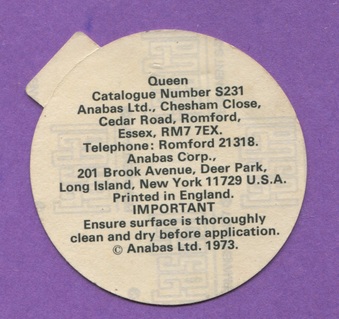 Queen
Catalogue Number S231
Anabas Ltd., Chesham Close,
Cedar Road, Romford,
Essex, RM7 7EX.
Telephone: Romford 21318.
Anabas Corp.,
201 Brook Avenue, Deer Park,
Long Island, New York 11729 U.S.A.
Printed in England.
IMPORTANT
Ensure surface is thoroughly
clean and dry before application.
© Anabas Ltd. 1973.